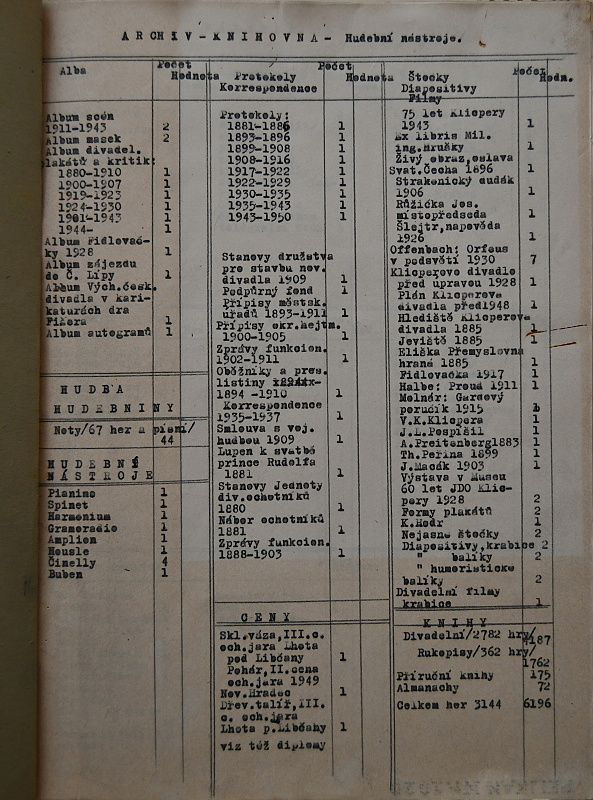 ARCHIV - KNIHOVNA - Hudební nástroje.
Alba
Počet
Hodnota
Album scén
1911-1943 2
Album masek 2
Album divadel.
plakátů a kritik:
1880-1910 1
1900-1907 1
1919-1923 1
1924-1930 1
1901-1943 1
1944- 1
Album Fidlovač-
ky 1928 1
Album zájezdu
do Č. Lípy 1
Album Vých.česk.
divadla v kari-
katurách dra
Fikera 1
Album autogramů 1
HUDBA
HUDEBNINY
Noty/67 her a písní/
44
HUDEBNÍ
NÁSTROJE
Pianino 1
Spinet 1
Harmonium 1
Gramoradio 1
Amplion 1
Housle 1
Činelly 4
Buben 1
Protokoly
Korrespondence
Počet
Hodnota
Protokoly:
1881-1886 1
1893-1896 1
1899-1908 1
1908-1916 1
1917-1922 1
1922-1929 1
1930-1935 1
1935-1943 1
1943-1950 1
Stanovy družstva
pro stavbu nov.
divadla 1909 1
Podpůrný fond 1
Přípisy městsk.
úřadů 1893-1911 1
Přípisy okr.hejtm.
1900-1905 1
Zprávy funkcion.
1902-1911 1
Oběžníky a pres.
listiny
1894 -1910 1
Korrespondence
1935-1937 1
Smlouva s voj.
hudbou 1909 1
Lupen k svatbě
prince Rudolfa
1881 1
Stanovy Jednoty
div.ochotníků
1880 1
Nábor ochotníků
1881 1
Zprávy funkcion.
1888-1903 1
CENY
Skl.váza,III.c.
och.jara Lhota
pod Libčany 1
Pohár,II.cena
och.jara 1949
Nov.Hradec 1
Dřev.talíř,III.
c. och.jara
Lhota p.Libčany 1
viz též diplomy
Štočky
Diapositivy
Filmy
Počet
Hodn.
75 let Klicpery
1943 1
Ex libris Mil.
ing.Hrušky 1
Živý obraz,oslava
Svat.Čecha 1896 1
Strakonický dudák
1906 1
Růžička Jos.
místopředseda 1
Šlejtr,nápověda
1926 1
Offenbach: Orfeus
v podsvětí 1930 7
Klicperovo divadlo
před úpravou 1928 1
Plán Klicperova
divadla před1948 1
Hlediště Klicperova
divadla 1885 1
Jeviště 1885 1
Eliška Přemyslovna
hraná 1885 1
Fidlovačka 1917 1
Halbe: Proud 1911 1
Molnár: Gardový
poručík 1915 1
V.K.Klicpera 1
J.L.Pospíšil 1
A.Preitenberg1883 1
Th.Peřina 1899 1
J.Macák 1903 1
Výstava v Museu
60 let JDO Klic-
pery 1928 2
Formy plakátů 2
K.Hodr 1
Nejasné štočky 2
Diapositivy,krabice 2
" balíky 2
" humoristické
balíky 2
Divadelní filmy
krabice 1
KNIHY
Divadelní/2782 hry/
4187
Rukopisy/362 hry/
1762
Příruční knihy 175
Almanachy 72
Celkem her 3144 6196